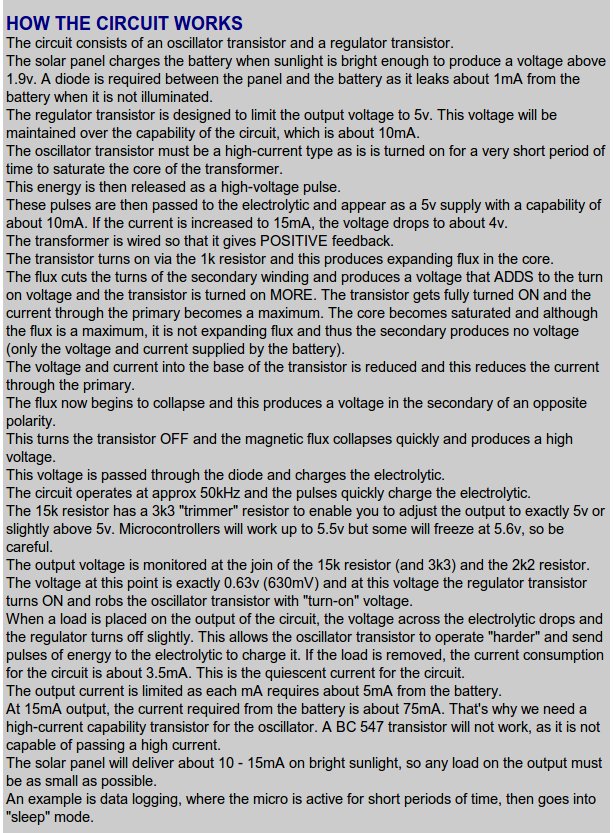 HOW THE CIRCUIT WORKS
The circuit consists of an oscillator transistor and a regulator transistor.
The solar panel charges the battery when sunlight is bright enough to produce a voltage above
1.9v. A diode is required between the panel and the battery as it leaks about 1mA from the
battery when it is not illuminated.
The regulator transistor is designed to limit the output voltage to 5v. This voltage will be
maintained over the capability of the circuit, which is about 10mA.
The oscillator transistor must be a high-current type as is is turned on for a very short period of
time to saturate the core of the transformer.
This energy is then released as a high-voltage pulse.
These pulses are then passed to the electrolytic and appear as a 5v supply with a capability of
about 10mA. If the current is increased to 15mA, the voltage drops to about 4v.
The transformer is wired so that it gives POSITIVE feedback.
The transistor turns on via the 1k resistor and this produces expanding flux in the core.
The flux cuts the turns of the secondary winding and produces a voltage that ADDS to the turn
on voltage and the transistor is turned on MORE. The transistor gets fully turned ON and the
current through the primary becomes a maximum. The core becomes saturated and although
the flux is a maximum, it is not expanding flux and thus the secondary produces no voltage
(only the voltage and current supplied by the battery).
The voltage and current into the base of the transistor is reduced and this reduces the current
through the primary.
The flux now begins to collapse and this produces a voltage in the secondary of an opposite
polarity.
This turns the transistor OFF and the magnetic flux collapses quickly and produces a high
voltage.
This voltage is passed through the diode and charges the electrolytic.
The circuit operates at approx 50kHz and the pulses quickly charge the electrolytic.
The 15k resistor has a 3k3 "trimmer" resistor to enable you to adjust the output to exactly 5v or
slightly above 5v. Microcontrollers will work up to 5.5v but some will freeze at 5.6v, so be
careful.
The output voltage is monitored at the join of the 15k resistor (and 3k3) and the 2k2 resistor.
The voltage at this point is exactly 0.63v (630mV) and at this voltage the regulator transistor
turns ON and robs the oscillator transistor with "turn-on" voltage.
When a load is placed on the output of the circuit, the voltage across the electrolytic drops and
the regulator turns off slightly. This allows the oscillator transistor to operate "harder" and send
pulses of energy to the electrolytic to charge it. If the load is removed, the current consumption
for the circuit is about 3.5mA. This is the quiescent current for the circuit.
The output current is limited as each mA requires about 5mA from the battery.
At 15mA output, the current required from the battery is about 75mA. That's why we need a
high-current capability transistor for the oscillator. A BC 547 transistor will not work, as it is not
capable of passing a high current.
The solar panel will deliver about 10 - 15mA on bright sunlight, so any load on the output must
be as small as possible.
An example is data logging, where the micro is active for short periods of time, then goes into
"sleep" mode.